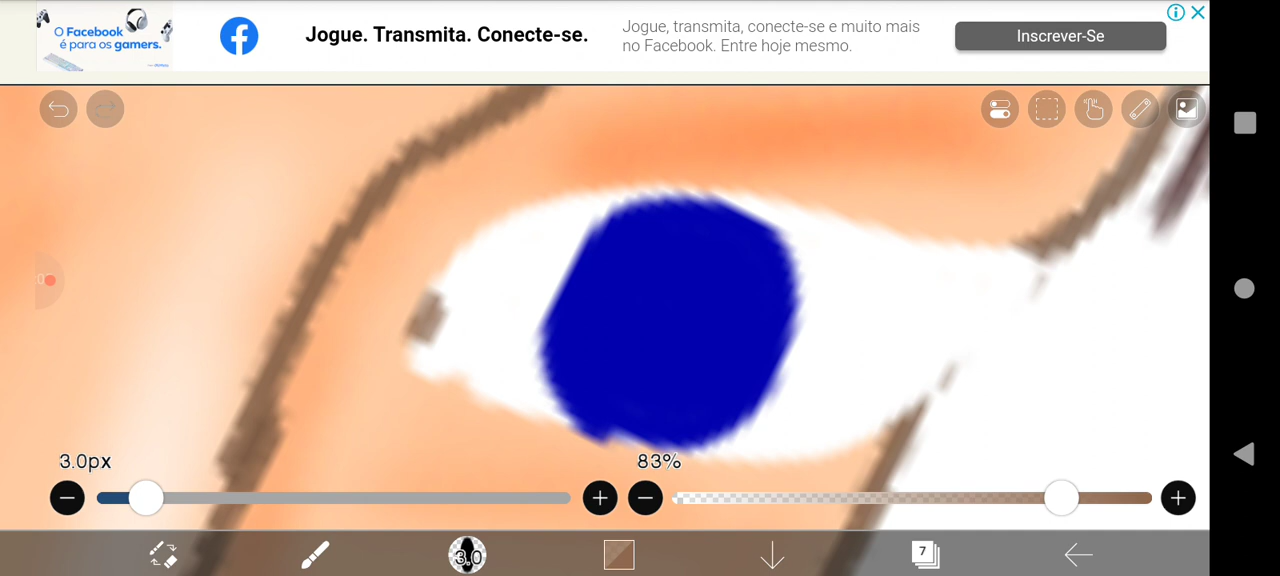 O Facebook
é para os gamers.
Jogue. Transmita. Conecte-se.
Jogue, transmita, conecte-se e muito mais
no Facebook. Entre hoje mesmo.
Inscrever-Se
3.0px
83%
3.0
7